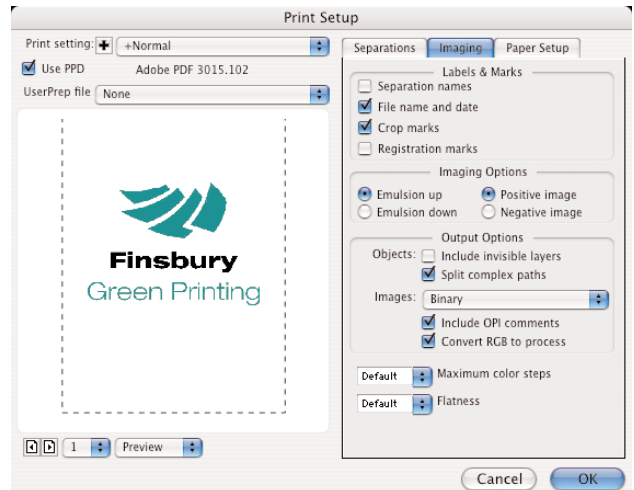 Print Setup
Print setting: +Normal
Use PPD Adobe PDF 3015.102
UserPrep file None
Finsbury
Green Printing
1 Preview
Separations Imaging Paper Setup
Labels & Marks
Separation names
File name and date
Crop marks
Registration marks
Imaging Options
Emulsion up Positive image
Emulsion down Negative image
Output Options
Objects: Include invisible layers
Split complex paths
Images: Binary
Include OPI comments
Convert RGB to process
Default Maximum color steps
Default Flatness
Cancel OK